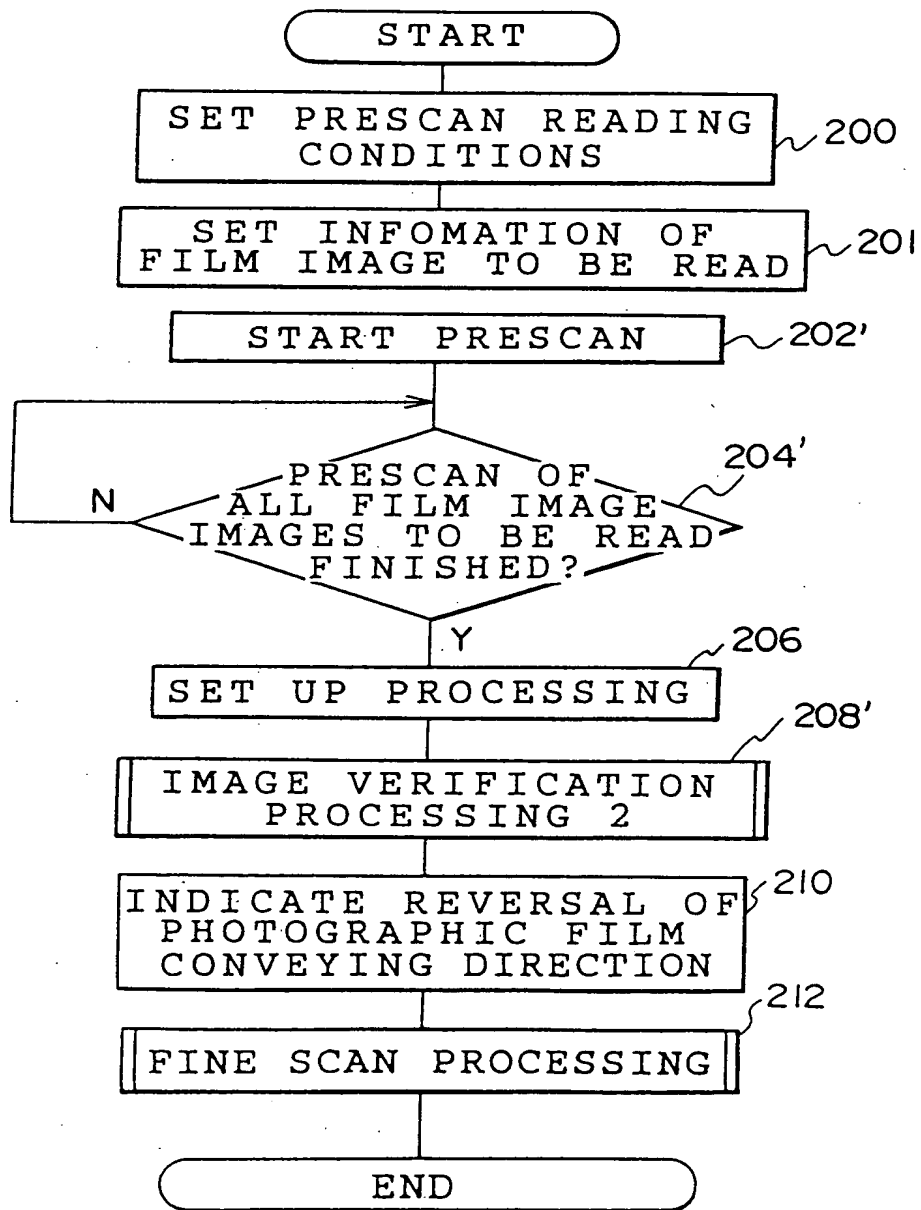 START
SET PRESCAN READING
CONDITIONS
200
SET INFOMATION OF
FILM IMAGE TO BE READ
201
START PRESCAN
202'
PRESCAN OF
ALL FILM IMAGE
IMAGES TO BE READ
FINISHED?
204'
N
Y
SET UP PROCESSING
206
IMAGE VERIFICATION
PROCESSING 2
208'
INDICATE REVERSAL OF
PHOTOGRAPHIC FILM
CONVEYING DIRECTION
210
FINE SCAN PROCESSING
212
END